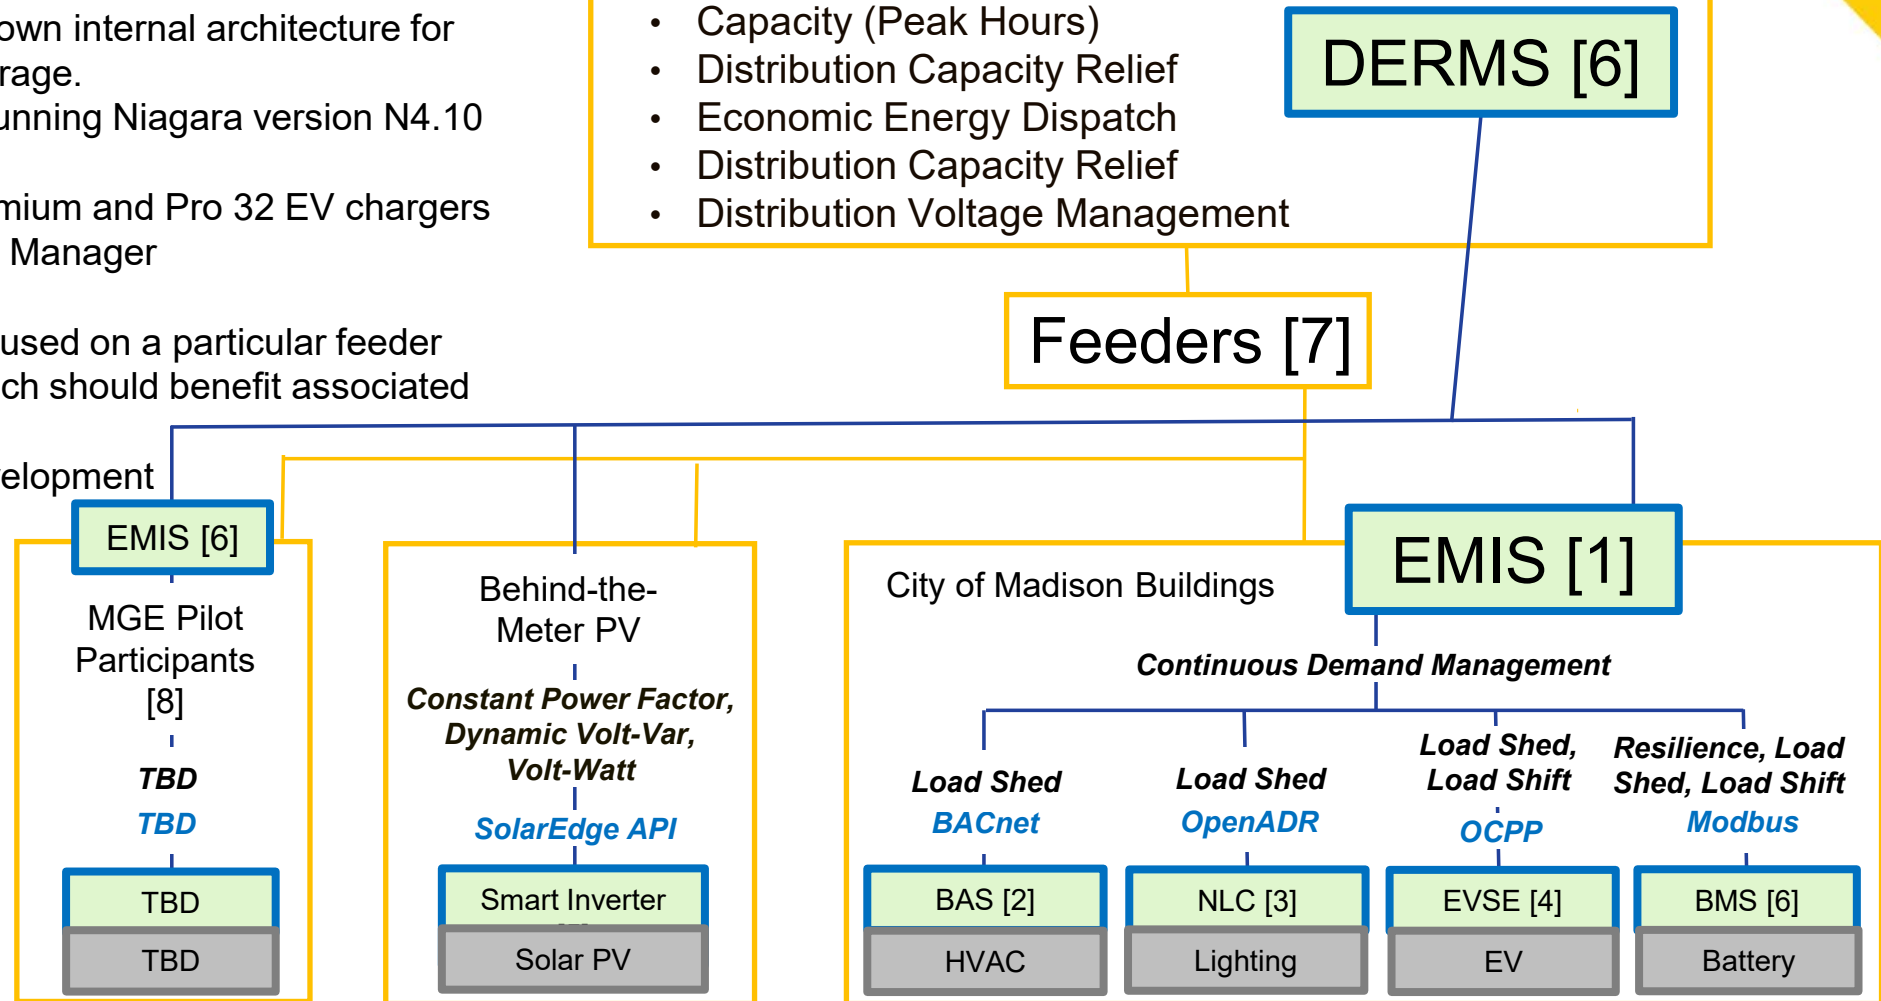 own internal architecture for
rage.
unning Niagara version N4.10
mium and Pro 32 EV chargers
Manager
used on a particular feeder
ch should benefit associated
velopment
• Capacity (Peak Hours)
• Distribution Capacity Relief
• Economic Energy Dispatch
• Distribution Capacity Relief
• Distribution Voltage Management
DERMS [6]
Feeders [7]
EMIS [6]
MGE Pilot
Participants
[8]
TBD
TBD
TBD
TBD
Behind-the-
Meter PV
Constant Power Factor,
Dynamic Volt-Var,
Volt-Watt
SolarEdge API
Smart Inverter
Solar PV
City of Madison Buildings
EMIS [1]
Continuous Demand Management
Load Shed
BACnet
BAS [2]
HVAC
Load Shed
OpenADR
NLC [3]
Lighting
Load Shed,
Load Shift
OCPP
EVSE [4]
EV
Resilience, Load
Shed, Load Shift
Modbus
BMS [6]
Battery